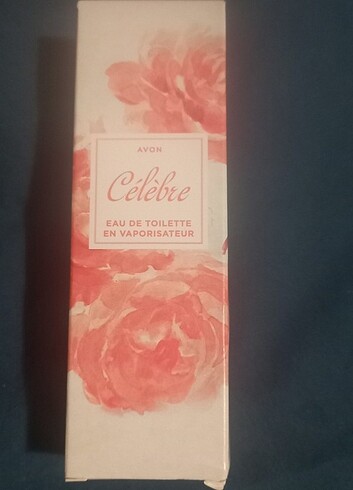 AVON
Célèbre
EAU DE TOILETTE
EN VAPORISATEUR